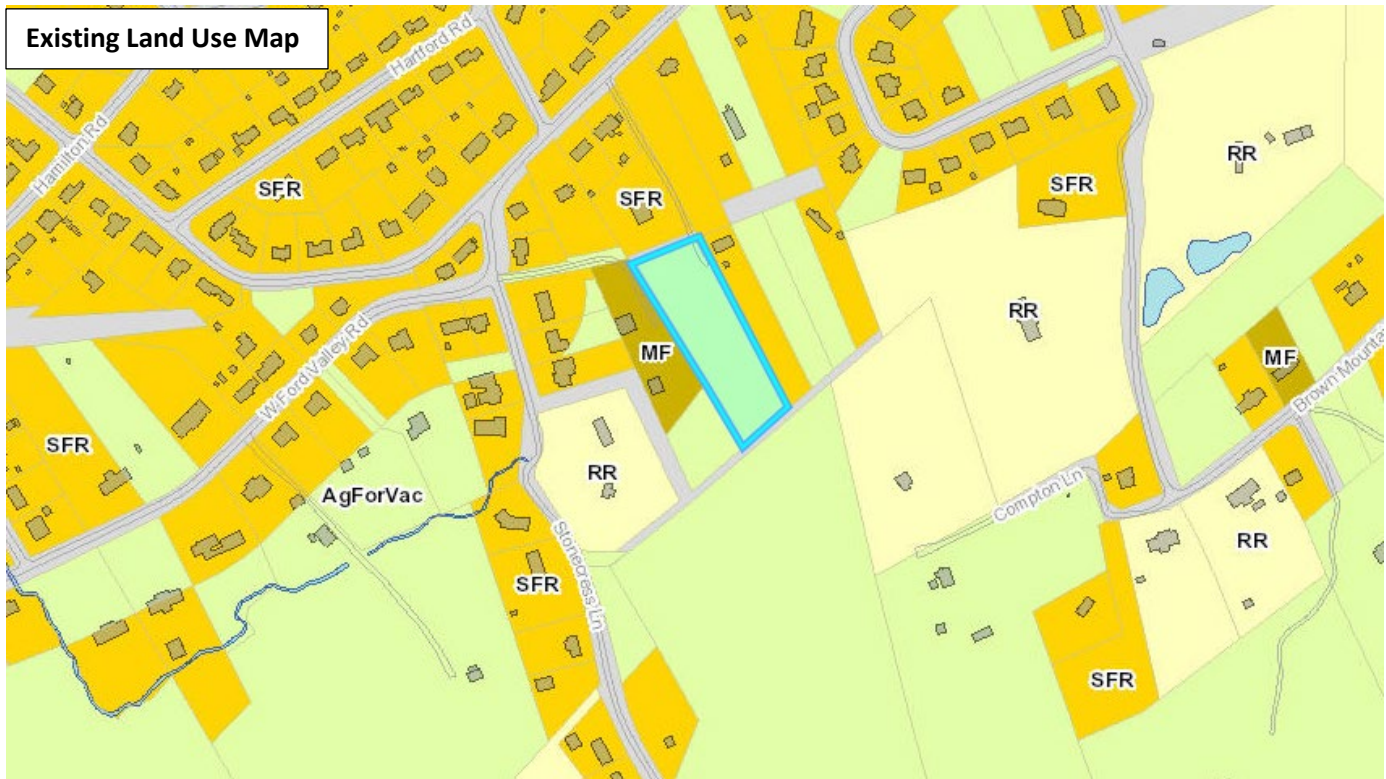 Existing Land Use Map
Hartford Rd
Hamilton Rd
SFR
SFR
RR
SFR
RR
MF
MF
W Ford Valley Rd
Brown Mountai
SFR
RR
AgForVac
Compton Ln
Stonecress Ln
RR
SFR
SFR